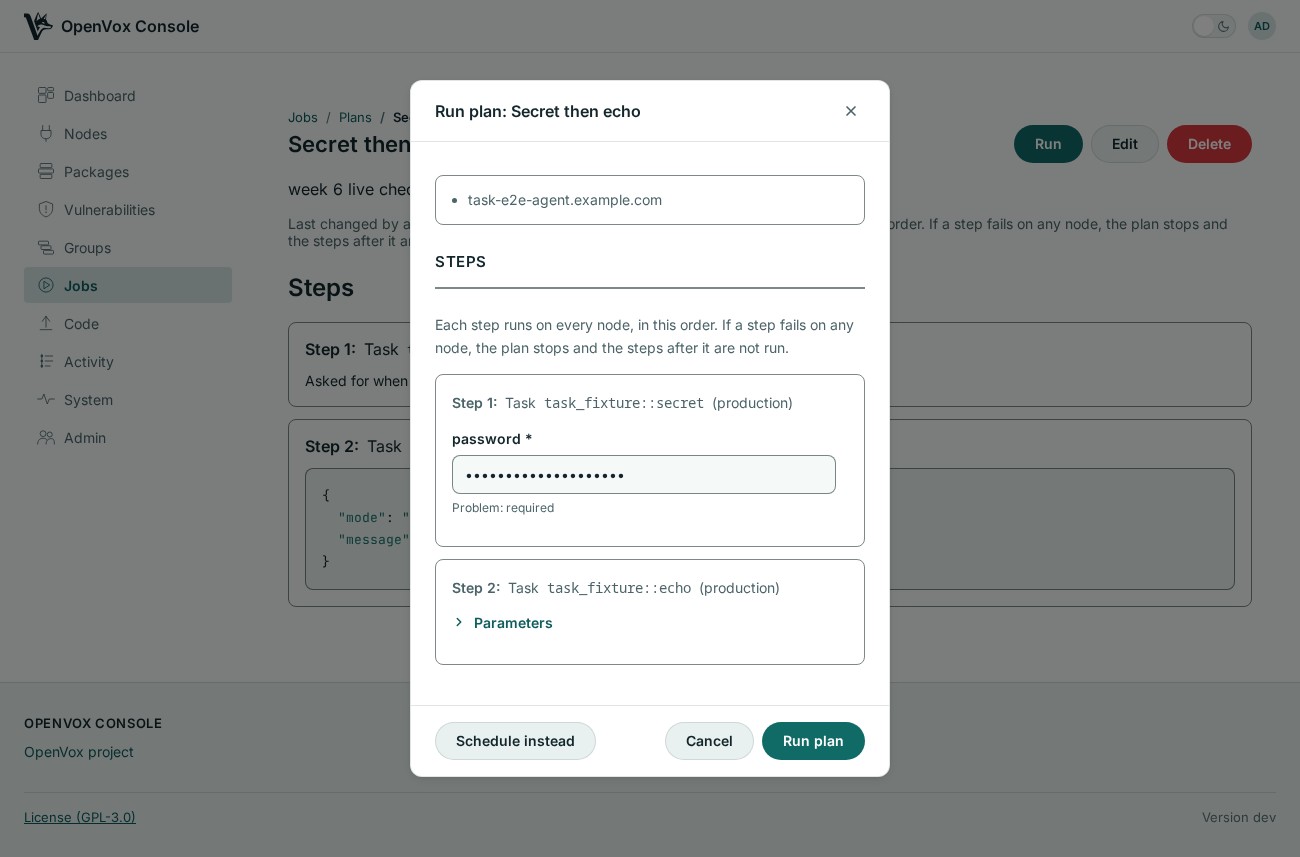 OpenVox Console
AD
Dashboard
Nodes
Packages
Vulnerabilities
Groups
Jobs
Code
Activity
System
Admin
Jobs / Plans /
Secret then
Run
Edit
Delete
week 6 live
Last changed by
order. If a step fails on any node, the plan stops and
the steps after it
Steps
Step 1: Task
Asked for when
Step 2: Task
{
"mode": "
"message"
}
Run plan: Secret then echo
task-e2e-agent.example.com
STEPS
Each step runs on every node, in this order. If a step fails on any
node, the plan stops and the steps after it are not run.
Step 1: Task task_fixture::secret (production)
password *
••••••••••••••••••••
Problem: required
Step 2: Task task_fixture::echo (production)
Parameters
Schedule instead
Cancel
Run plan
OPENVOX CONSOLE
OpenVox project
License (GPL-3.0)
Version dev